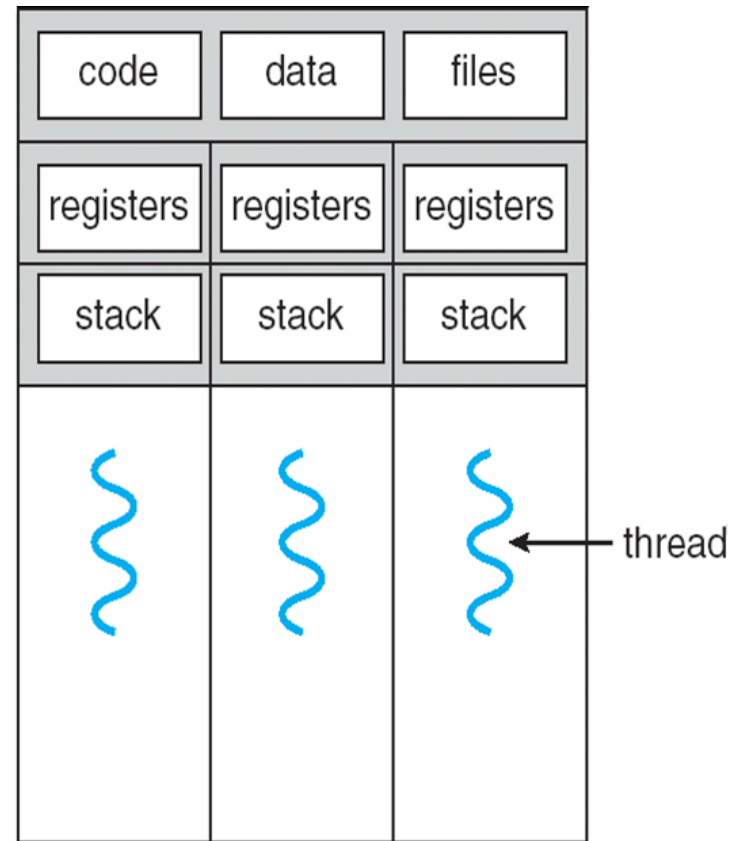 code data files
registers registers registers
stack stack stack
thread